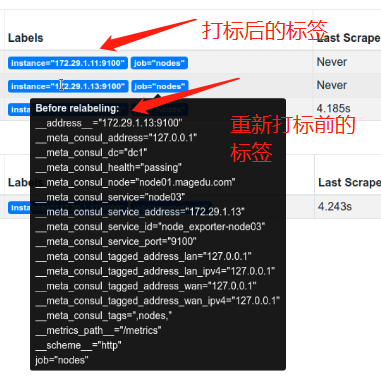 打标后的标签
Labels
Last Scrape
instance="172.29.1.11:9100" job="nodes"
Never
instance="172.29.1.13:9100" job="nodes"
Never
Before relabeling:
4.185s
重新打标前的
标签
__address__="172.29.1.13:9100"
__meta_consul_address="127.0.0.1"
__meta_consul_dc="dc1"
__meta_consul_health="passing"
__meta_consul_node="node01.magedu.com"
__meta_consul_service="node03"
Last Scrape
__meta_consul_service_address="172.29.1.13"
__meta_consul_service_id="node_exporter-node03"
4.243s
__meta_consul_service_port="9100"
__meta_consul_tagged_address_lan="127.0.0.1"
__meta_consul_tagged_address_lan_ipv4="127.0.0.1"
__meta_consul_tagged_address_wan="127.0.0.1"
__meta_consul_tagged_address_wan_ipv4="127.0.0.1"
__meta_consul_tags=",nodes,"
__metrics_path__="/metrics"
__scheme__="http"
job="nodes"